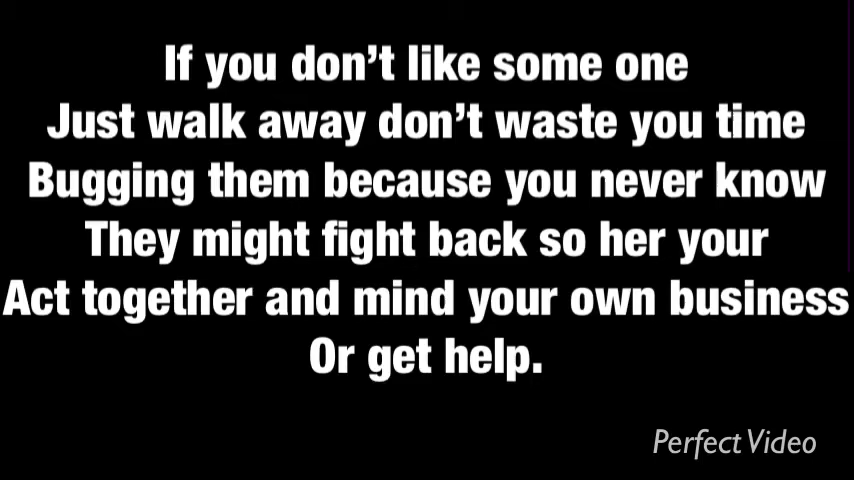 If you don’t like some one
Just walk away don’t waste you time
Bugging them because you never know
They might fight back so her your
Act together and mind your own business
Or get help.
Perfect Video